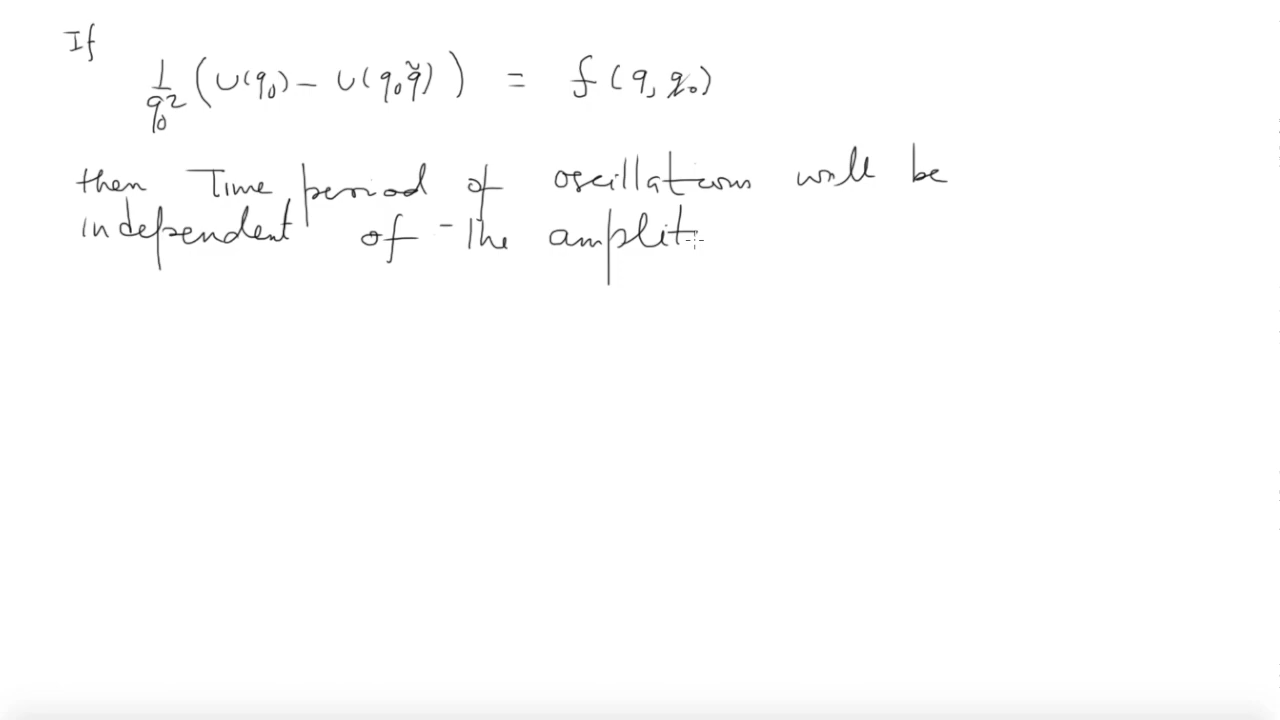 If
1/q₀² (U(q₀) - U(q₀q̃)) = f(q, q₀)
then Time period of oscillations will be
independent of the amplit